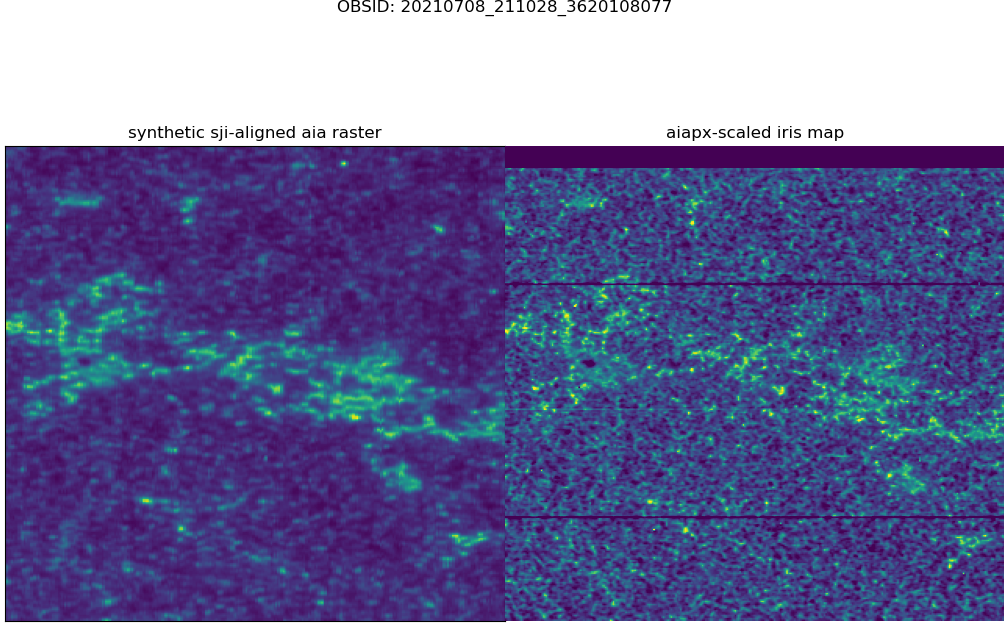 OBSID: 20210708_211028_3620108077
synthetic sji-aligned aia raster
aiapx-scaled iris map